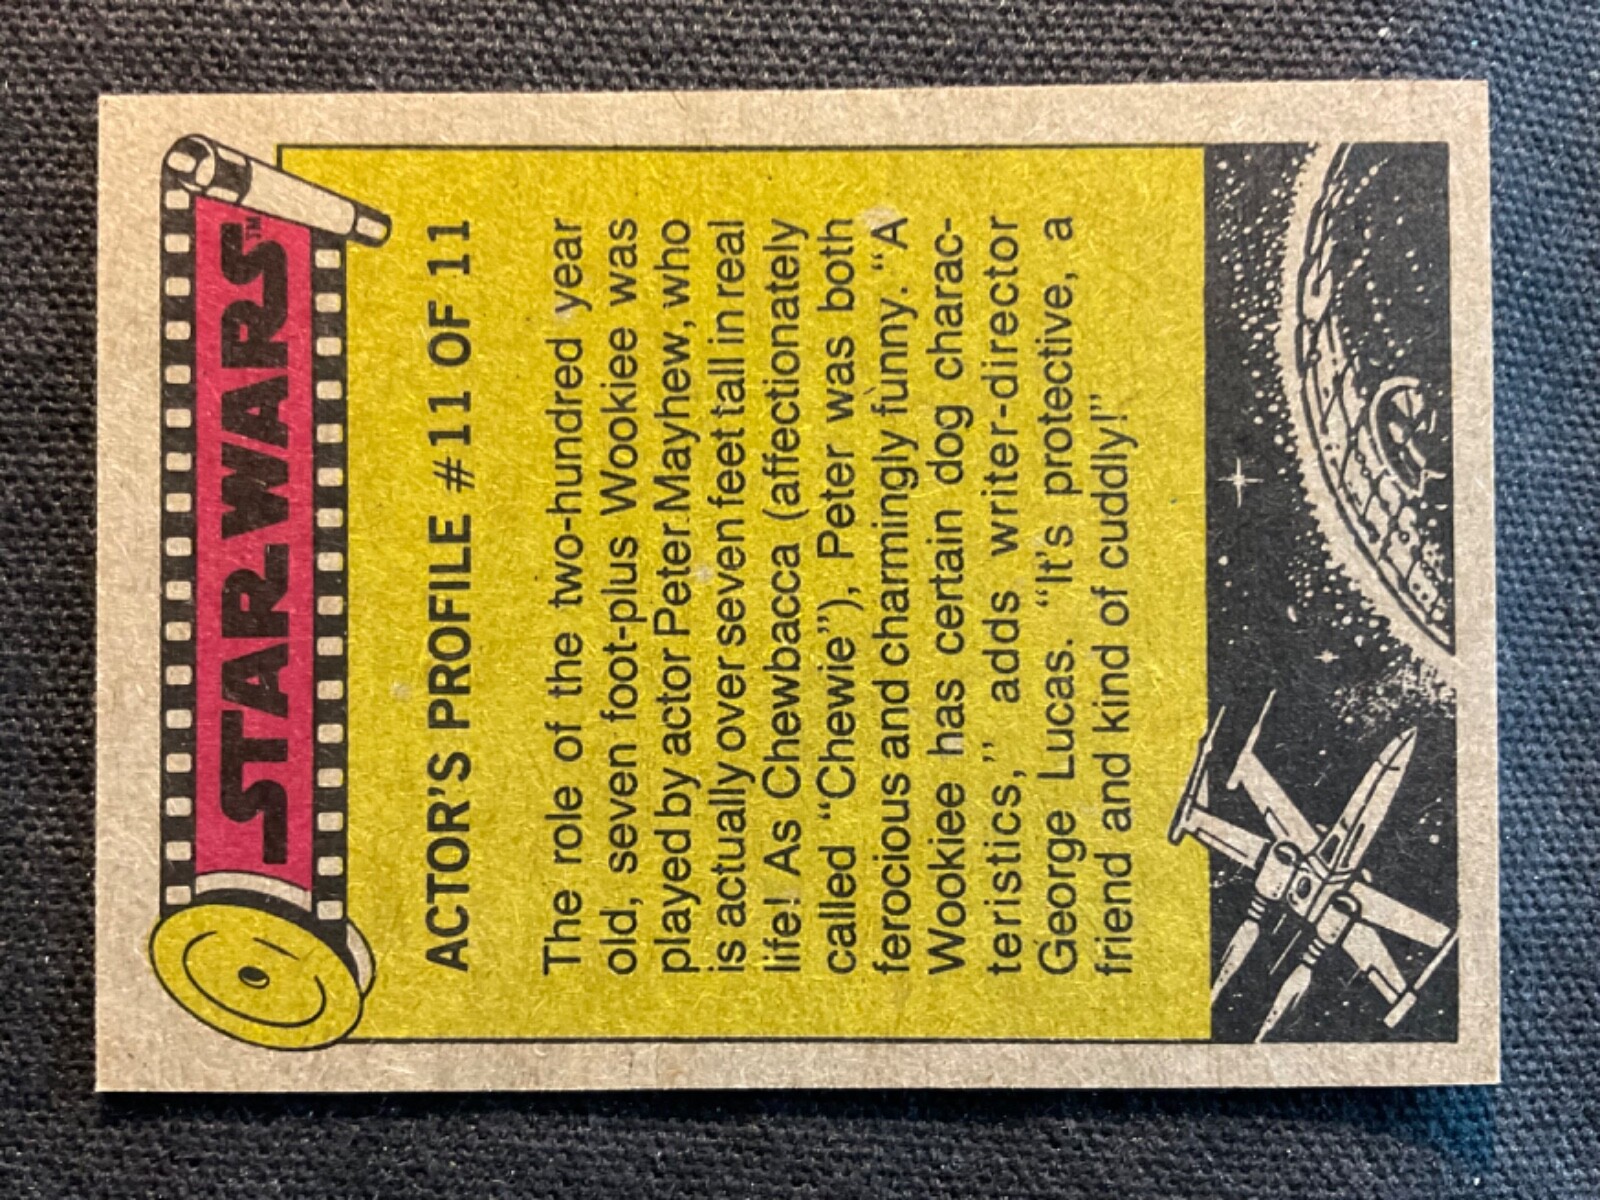 STAR WARS™
ACTOR'S PROFILE #11 OF 11
The role of the two-hundred year
old, seven foot-plus Wookiee was
played by actor Peter Mayhew, who
is actually over seven feet tall in real
life! As Chewbacca (affectionately
called "Chewie"), Peter was both
ferocious and charmingly funny. "A
Wookiee has certain dog charac-
teristics," adds writer-director
George Lucas. "It's protective, a
friend and kind of cuddly!"